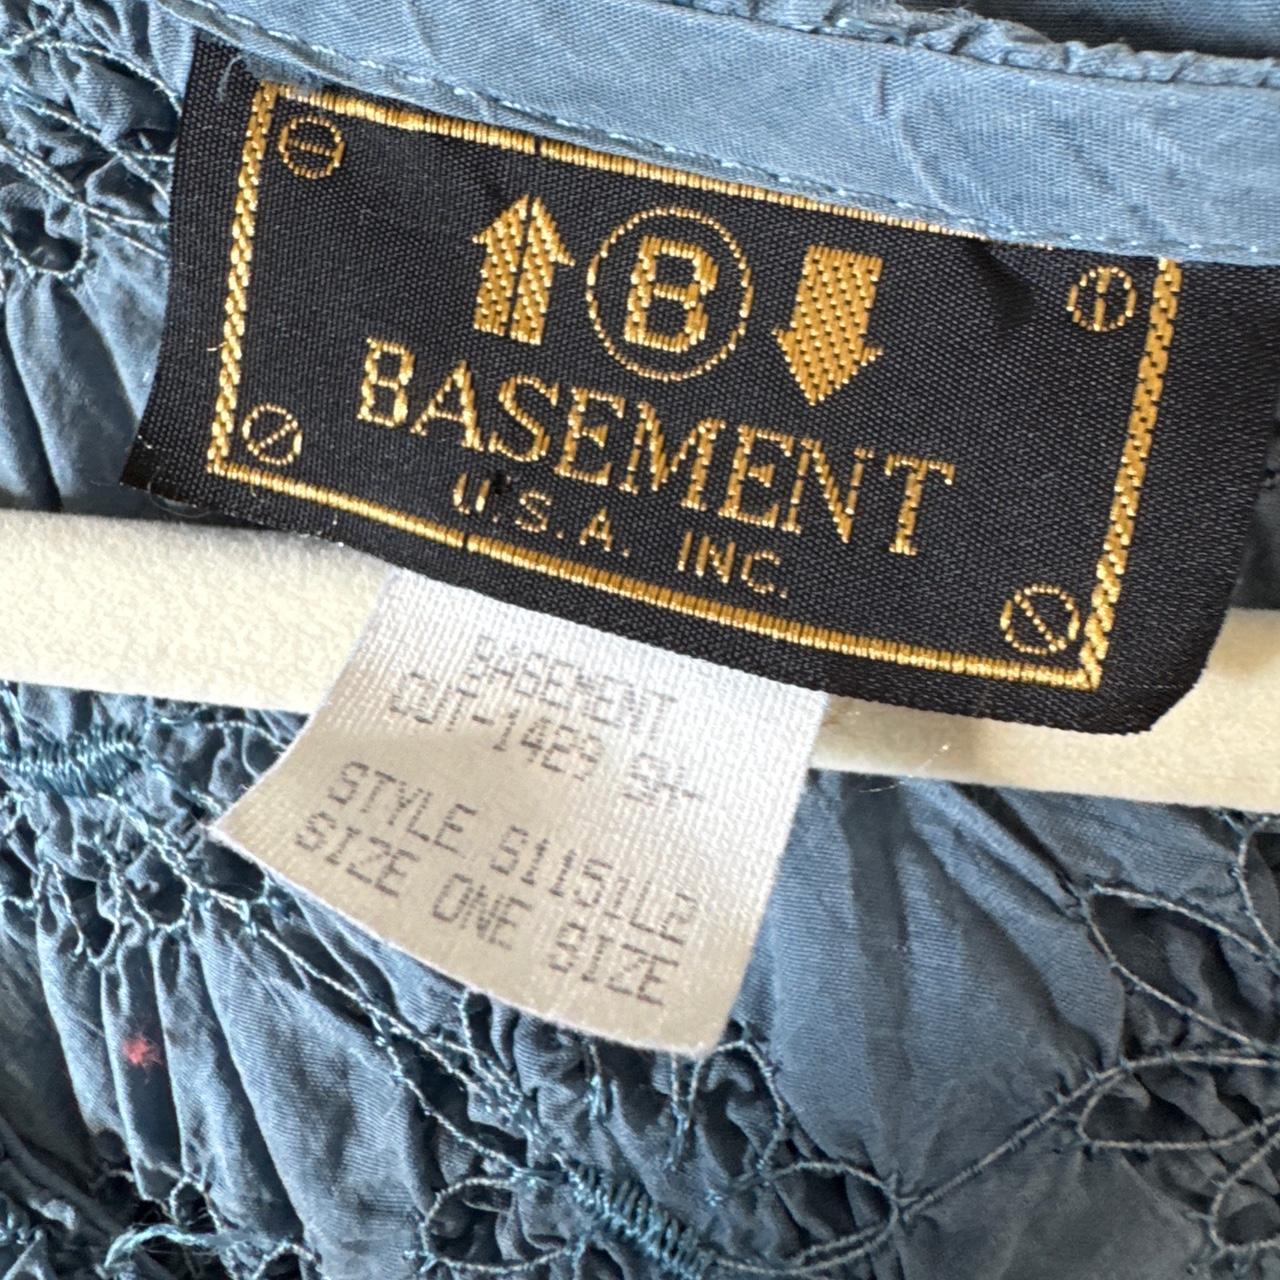 B
BASEMENT
U.S.A. INC.
BASEMENT
STYLE
SIZE ONE SIZE